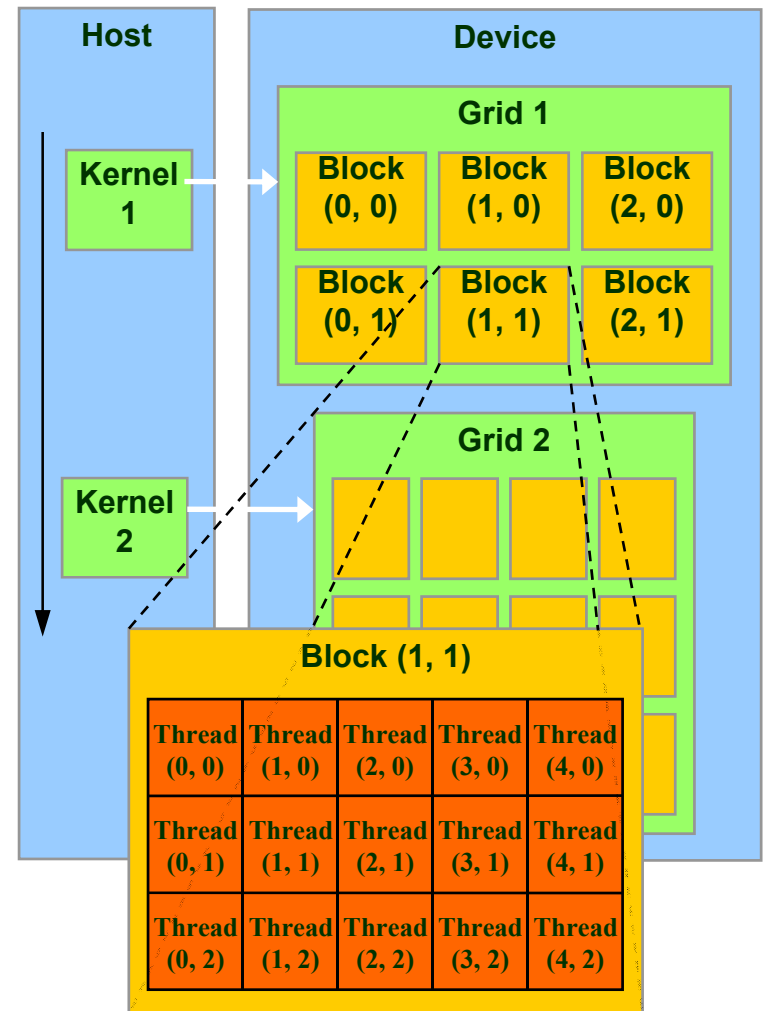 Host
Device
Grid 1
Kernel
1
Block
(0, 0)
Block
(1, 0)
Block
(2, 0)
Block
(0, 1)
Block
(1, 1)
Block
(2, 1)
Grid 2
Kernel
2
Block (1, 1)
Thread
(0, 0)
Thread
(1, 0)
Thread
(2, 0)
Thread
(3, 0)
Thread
(4, 0)
Thread
(0, 1)
Thread
(1, 1)
Thread
(2, 1)
Thread
(3, 1)
Thread
(4, 1)
Thread
(0, 2)
Thread
(1, 2)
Thread
(2, 2)
Thread
(3, 2)
Thread
(4, 2)